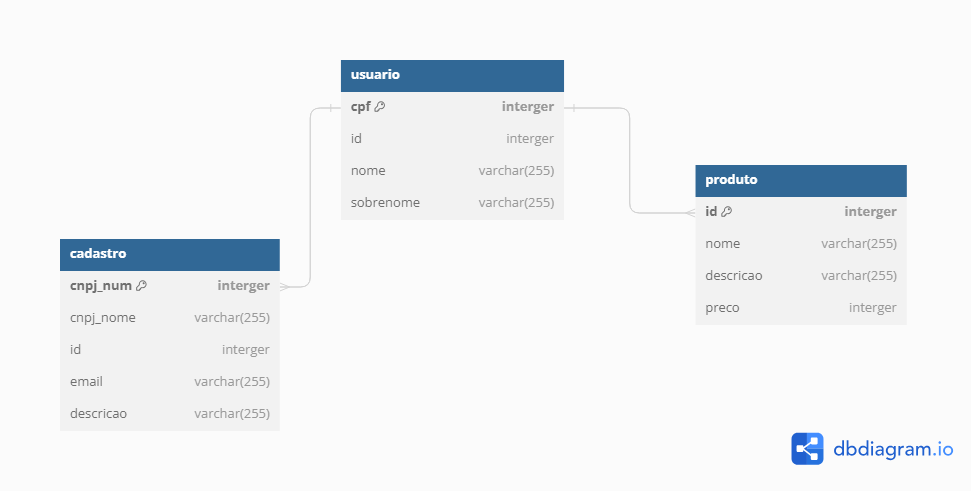 usuario
cpf interger
id interger
nome varchar(255)
sobrenome varchar(255)
produto
id interger
nome varchar(255)
descricao varchar(255)
preco interger
cadastro
cnpj_num interger
cnpj_nome varchar(255)
id interger
email varchar(255)
descricao varchar(255)
dbdiagram.io